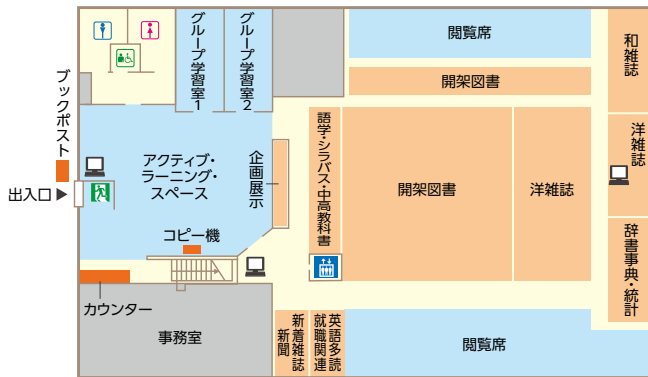 グループ学習室1
グループ学習室2
閲覧席
和雑誌
開架図書
ブックポスト
語学・シラバス・中高教科書
洋雑誌
アクティブ・
ラーニング・
スペース
企画展示
開架図書
洋雑誌
出入口
コピー機
辞書事典・統計
カウンター
事務室
新着雑誌
新聞
英語多読
就職関連
閲覧席